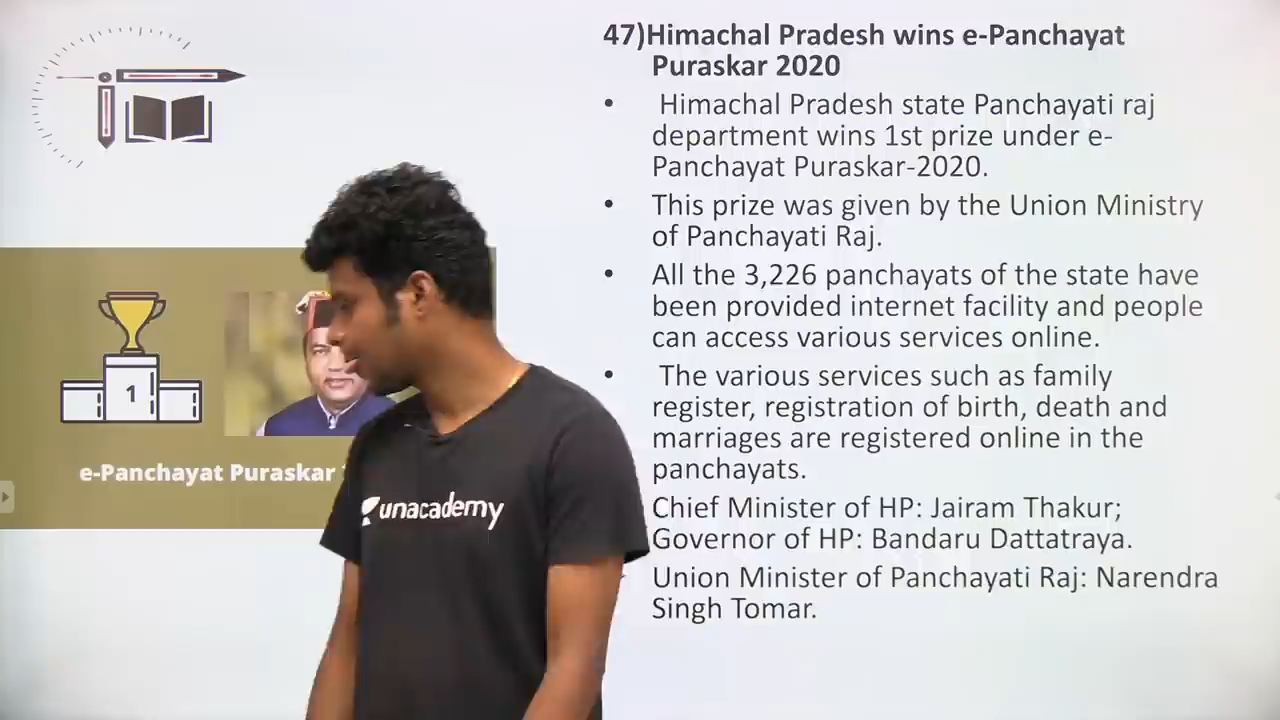 47)Himachal Pradesh wins e-Panchayat
Puraskar 2020
• Himachal Pradesh state Panchayati raj
department wins 1st prize under e-
Panchayat Puraskar-2020.
• This prize was given by the Union Ministry
of Panchayati Raj.
• All the 3,226 panchayats of the state have
been provided internet facility and people
can access various services online.
• The various services such as family
register, registration of birth, death and
marriages are registered online in the
panchayats.
Chief Minister of HP: Jairam Thakur;
Governor of HP: Bandaru Dattatraya.
Union Minister of Panchayati Raj: Narendra
Singh Tomar.
1
e-Panchayat Puraskar
unacademy